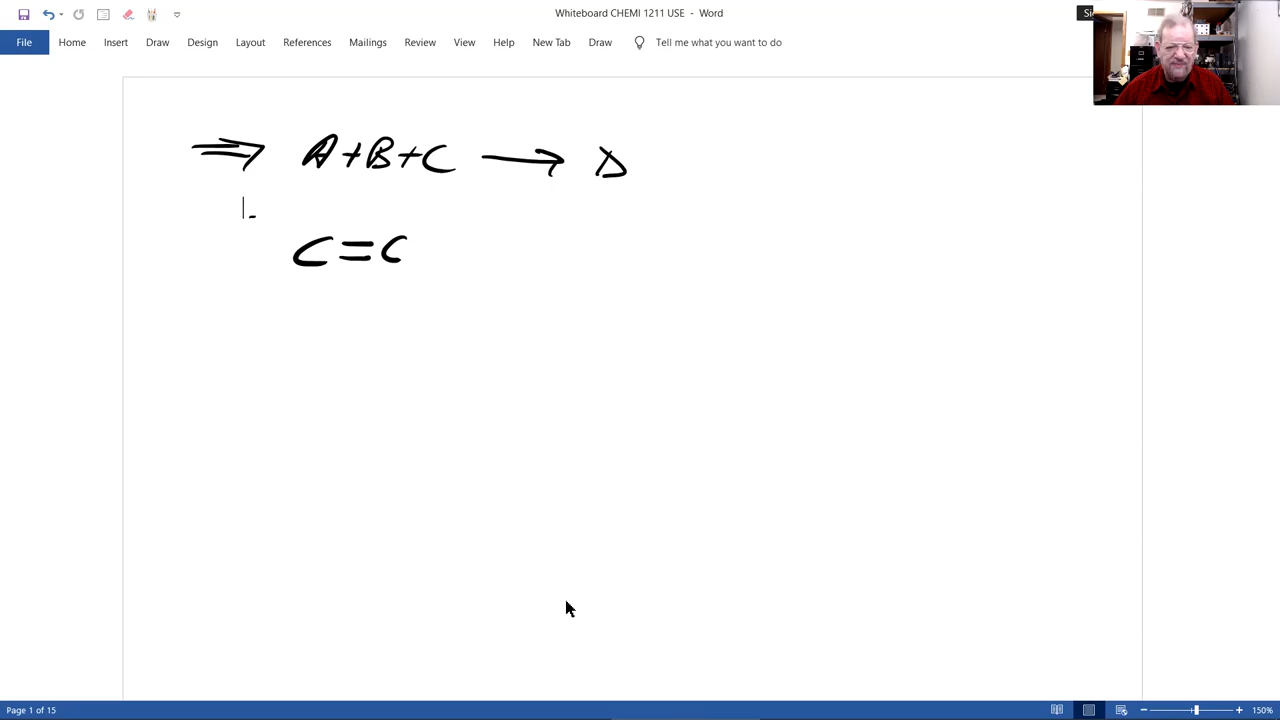 Whiteboard CHEMI 1211 USE - Word
File Home Insert Draw Design Layout References Mailings Review View Help New Tab Draw Tell me what you want to do
⇒ A+B+C → D
C=C
Page 1 of 15
150%